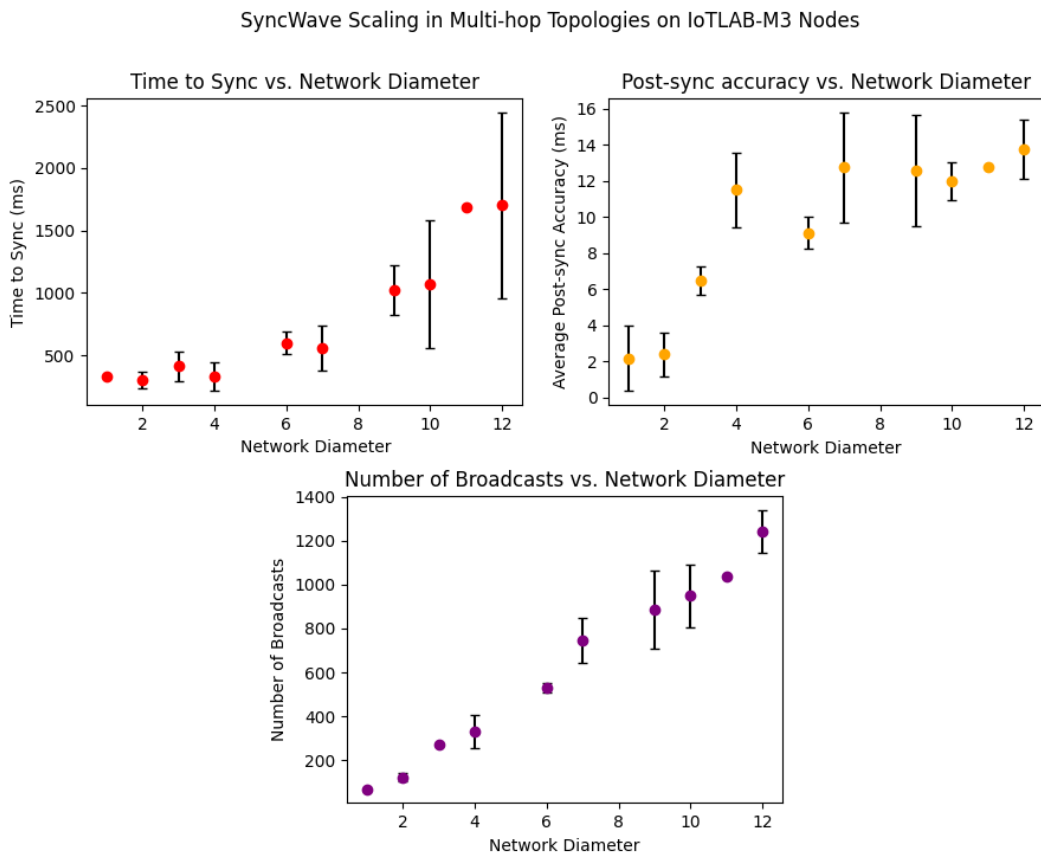 SyncWave Scaling in Multi-hop Topologies on IoTLAB-M3 Nodes
Time to Sync vs. Network Diameter
Time to Sync (ms)
2500
2000
1500
1000
500
2 4 6 8 10 12
Network Diameter
Post-sync accuracy vs. Network Diameter
Average Post-sync Accuracy (ms)
16
14
12
10
8
6
4
2
0
2 4 6 8 10 12
Network Diameter
Number of Broadcasts vs. Network Diameter
Number of Broadcasts
1400
1200
1000
800
600
400
200
2 4 6 8 10 12
Network Diameter